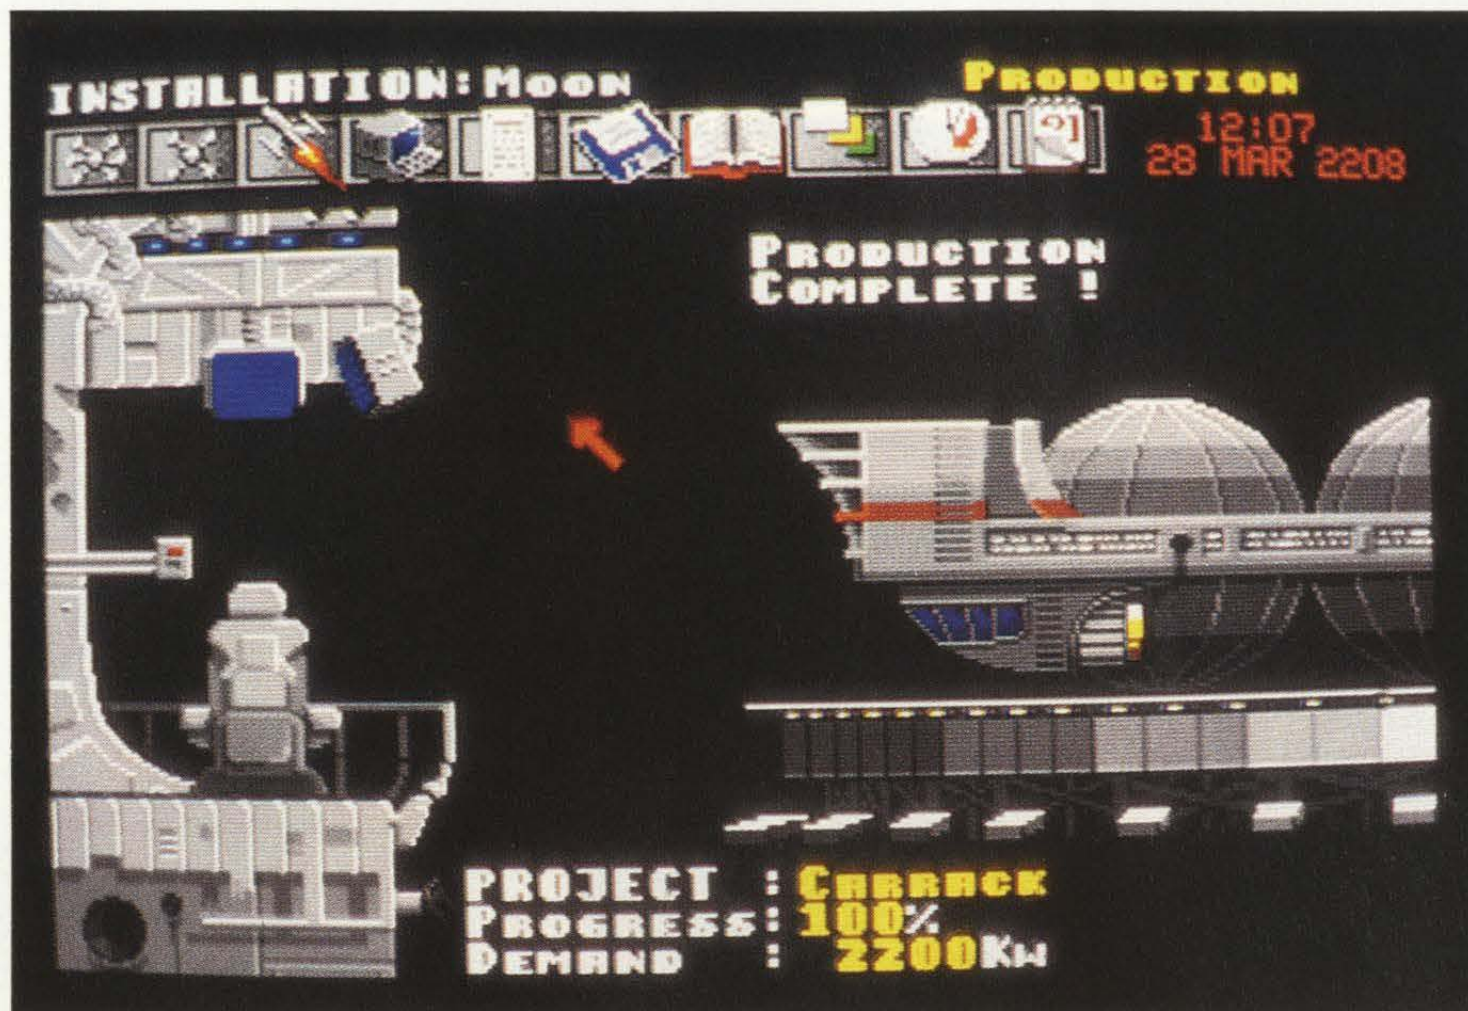 INSTALLATION: MOON
PRODUCTION
12:07
28 MAR 2208
PRODUCTION
COMPLETE !
PROJECT : CARRACK
PROGRESS: 100%
DEMAND : 2200KW